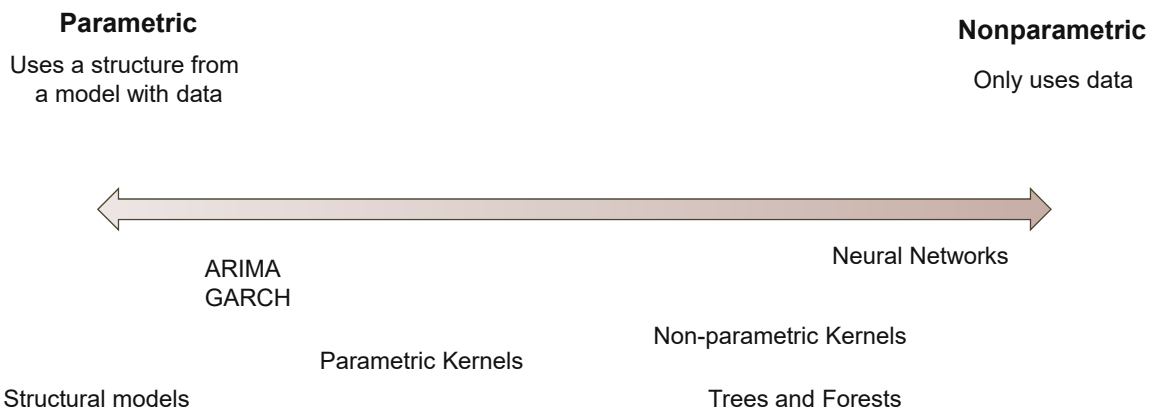 Parametric
Uses a structure from
a model with data
Nonparametric
Only uses data
ARIMA
GARCH
Neural Networks
Non-parametric Kernels
Parametric Kernels
Structural models
Trees and Forests